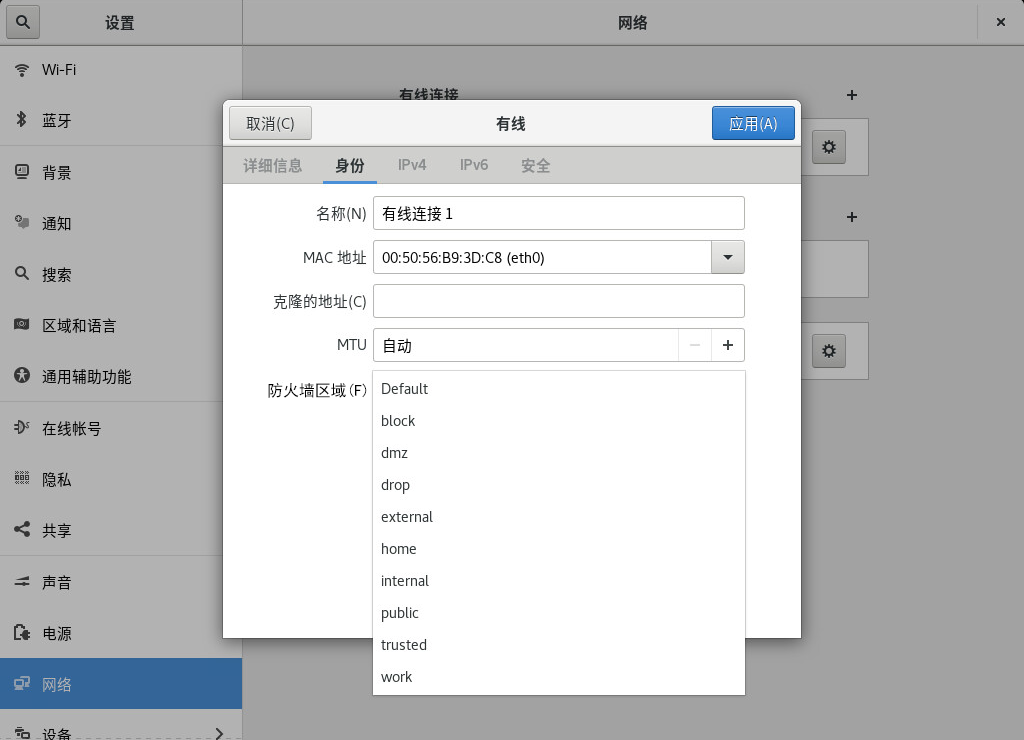 设置
网络
Wi-Fi
蓝牙
背景
通知
搜索
区域和语言
通用辅助功能
在线帐号
隐私
共享
声音
电源
网络
设备
有线连接
取消(C)
有线
应用(A)
详细信息
身份
IPv4
IPv6
安全
名称(N)
有线连接 1
MAC 地址
00:50:56:B9:3D:C8 (eth0)
克隆的地址(C)
MTU
自动
防火墙区域(F)
Default
block
dmz
drop
external
home
internal
public
trusted
work